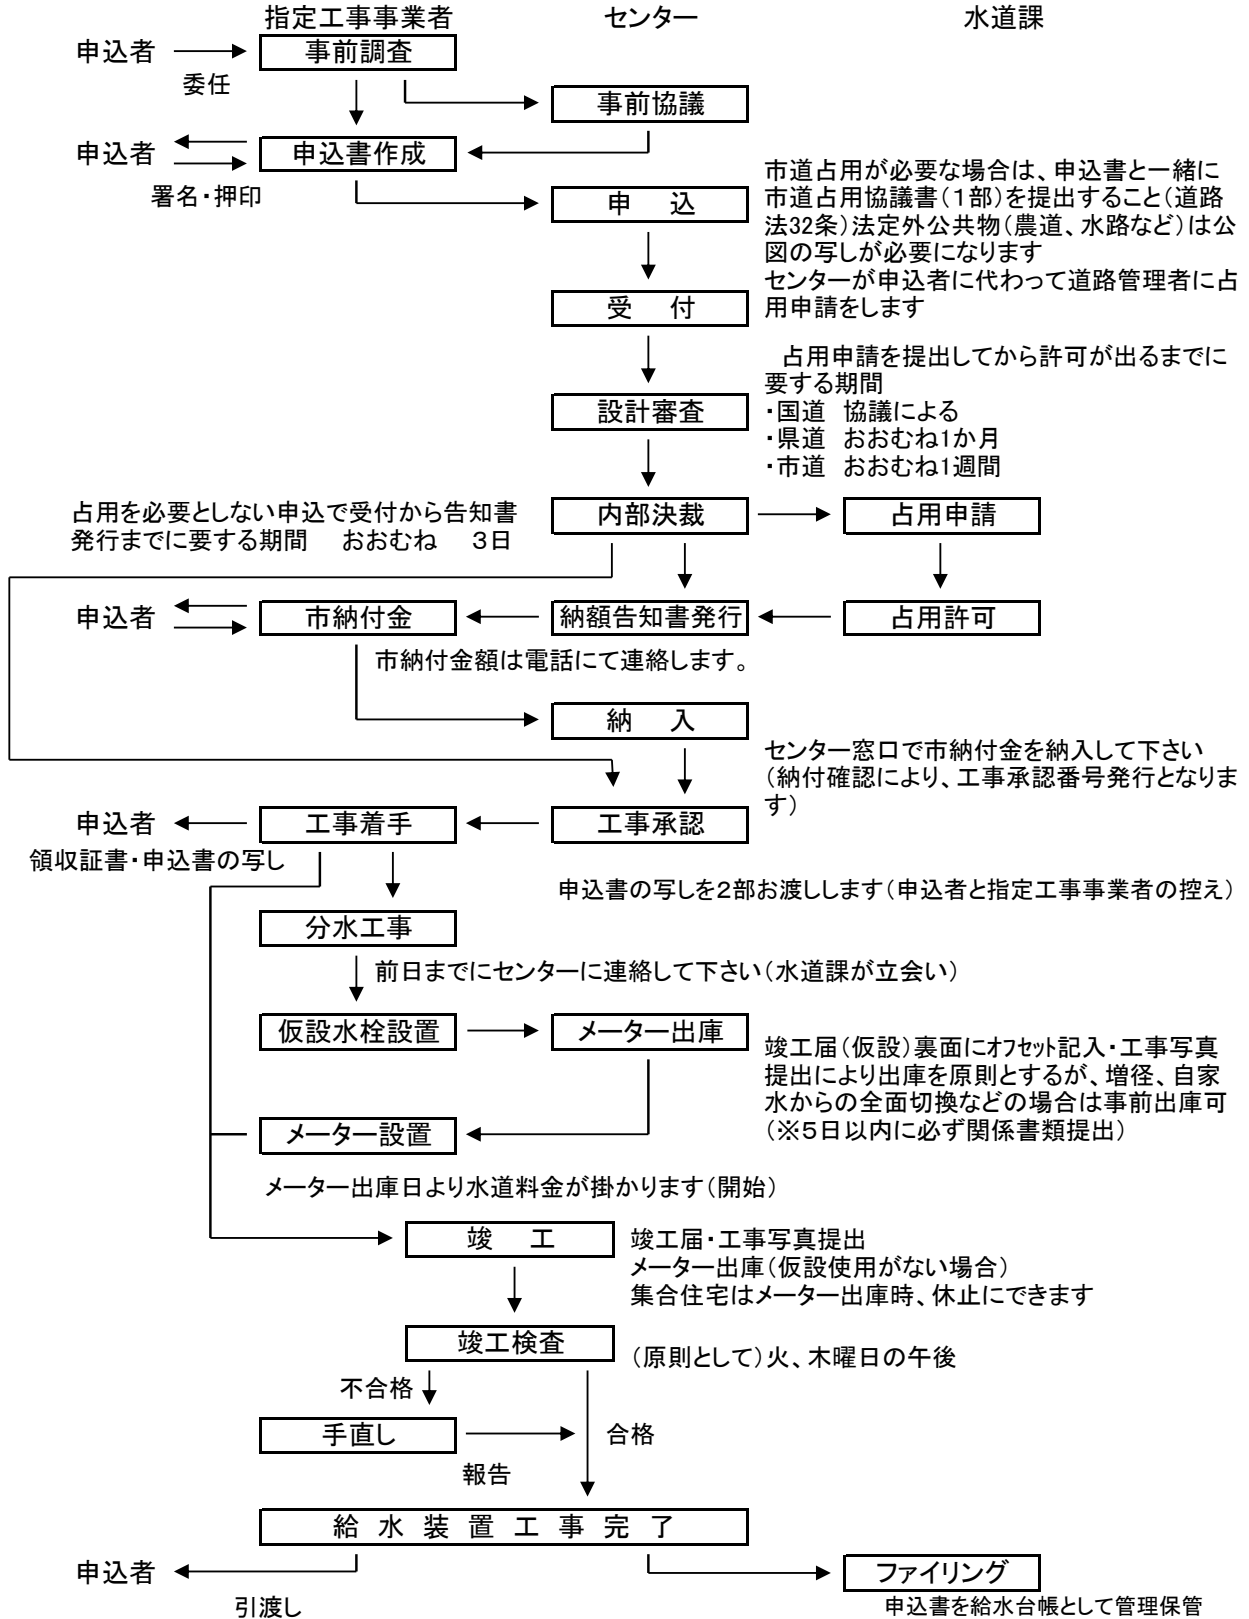 指定工事事業者　センター　水道課
申込者　事前調査
委任
事前協議
申込者　申込書作成
署名・押印
申　込
市道占用が必要な場合は、申込書と一緒に
市道占用協議書（１部）を提出すること（道路
法32条）法定外公共物（農道、水路など）は公
図の写しが必要になります
センターが申込者に代わって道路管理者に占
用申請をします
受　付
占用申請を提出してから許可が出るまでに
要する期間
・国道　協議による
・県道　おおむね1か月
・市道　おおむね1週間
設計審査
占用を必要としない申込で受付から告知書
発行までに要する期間　おおむね　３日
内部決裁　占用申請
申込者　市納付金　納額告知書発行　占用許可
市納付金額は電話にて連絡します。
納　入
センター窓口で市納付金を納入して下さい
（納付確認により、工事承認番号発行となりま
す）
申込者　工事着手　工事承認
領収証書・申込書の写し
申込書の写しを２部お渡しします（申込者と指定工事事業者の控え）
分水工事
前日までにセンターに連絡して下さい（水道課が立会い）
仮設水栓設置　メーター出庫
竣工届（仮設）裏面にｵﾌｾｯﾄ記入・工事写真
提出により出庫を原則とするが、増径、自家
水からの全面切換などの場合は事前出庫可
（※５日以内に必ず関係書類提出）
メーター設置
メーター出庫日より水道料金が掛かります（開始）
竣　工
竣工届・工事写真提出
メーター出庫（仮設使用がない場合）
集合住宅はメーター出庫時、休止にできます
竣工検査
（原則として）火、木曜日の午後
不合格
手直し　合格
報告
給水装置工事完了
申込者　ファイリング
引渡し　申込書を給水台帳として管理保管